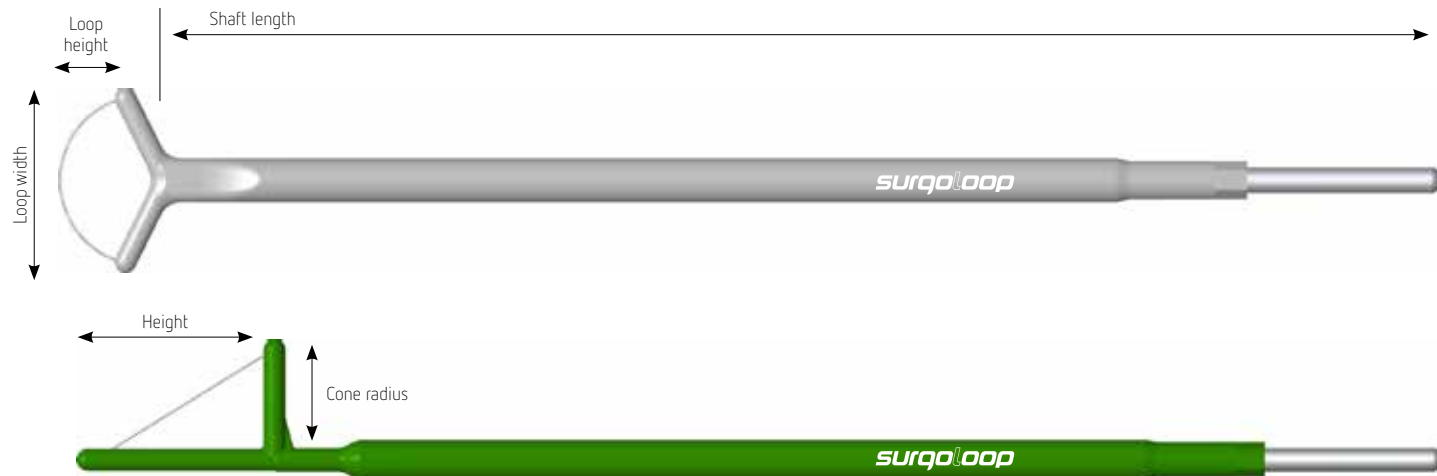 Loop
height
Shaft length
Loop width
surgoloop
Height
Cone radius
surgoloop